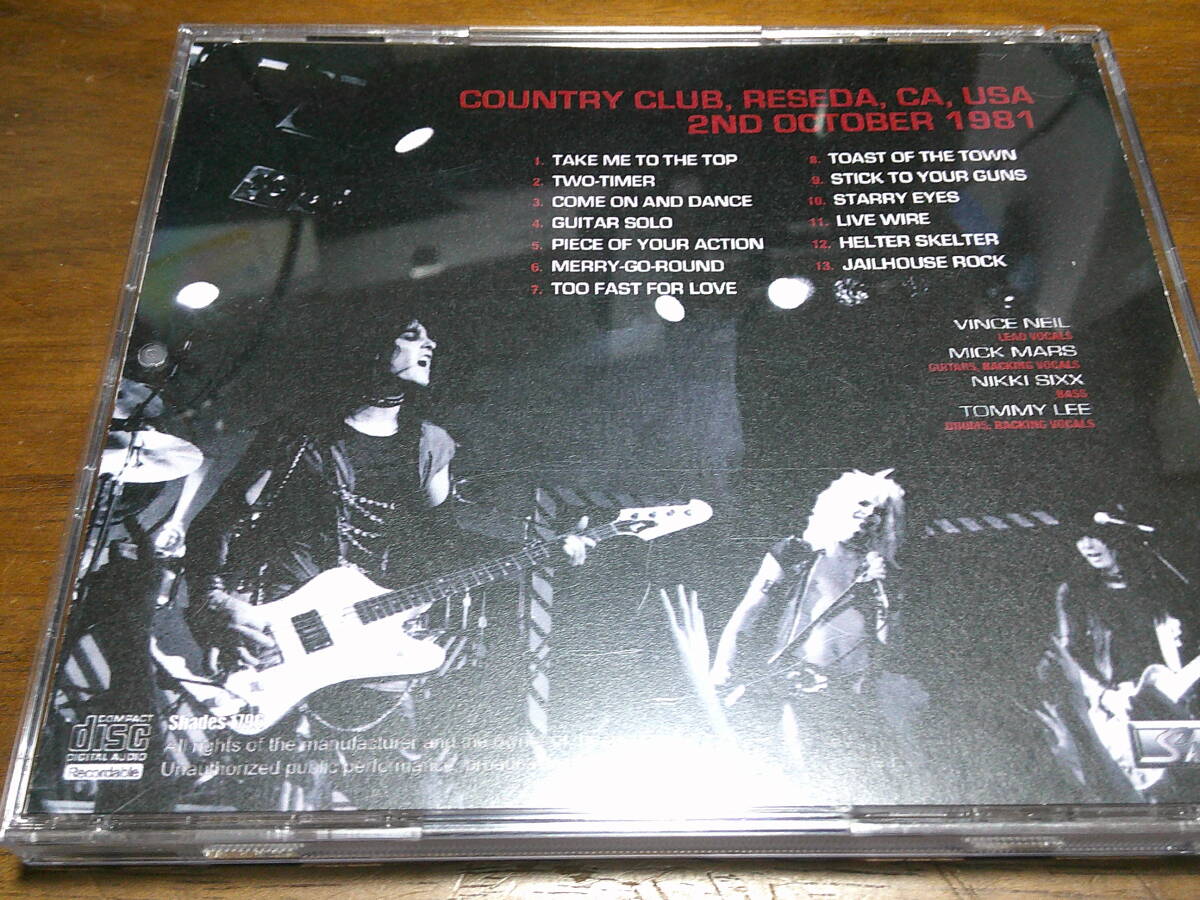 COUNTRY CLUB, RESEDA, CA, USA
2ND OCTOBER 1981
1. TAKE ME TO THE TOP
2. TWO-TIMER
3. COME ON AND DANCE
4. GUITAR SOLO
5. PIECE OF YOUR ACTION
6. MERRY-GO-ROUND
7. TOO FAST FOR LOVE
8. TOAST OF THE TOWN
9. STICK TO YOUR GUNS
10. STARRY EYES
11. LIVE WIRE
12. HELTER SKELTER
13. JAILHOUSE ROCK
VINCE NEIL
LEAD VOCALS
MICK MARS
GUITARS, BACKING VOCALS
NIKKI SIXX
BASS
TOMMY LEE
DRUMS, BACKING VOCALS
COMPACT
disc
DIGITAL AUDIO
Recordable
Shades
All rights of the manufacturer and the
Unauthorized public performance,